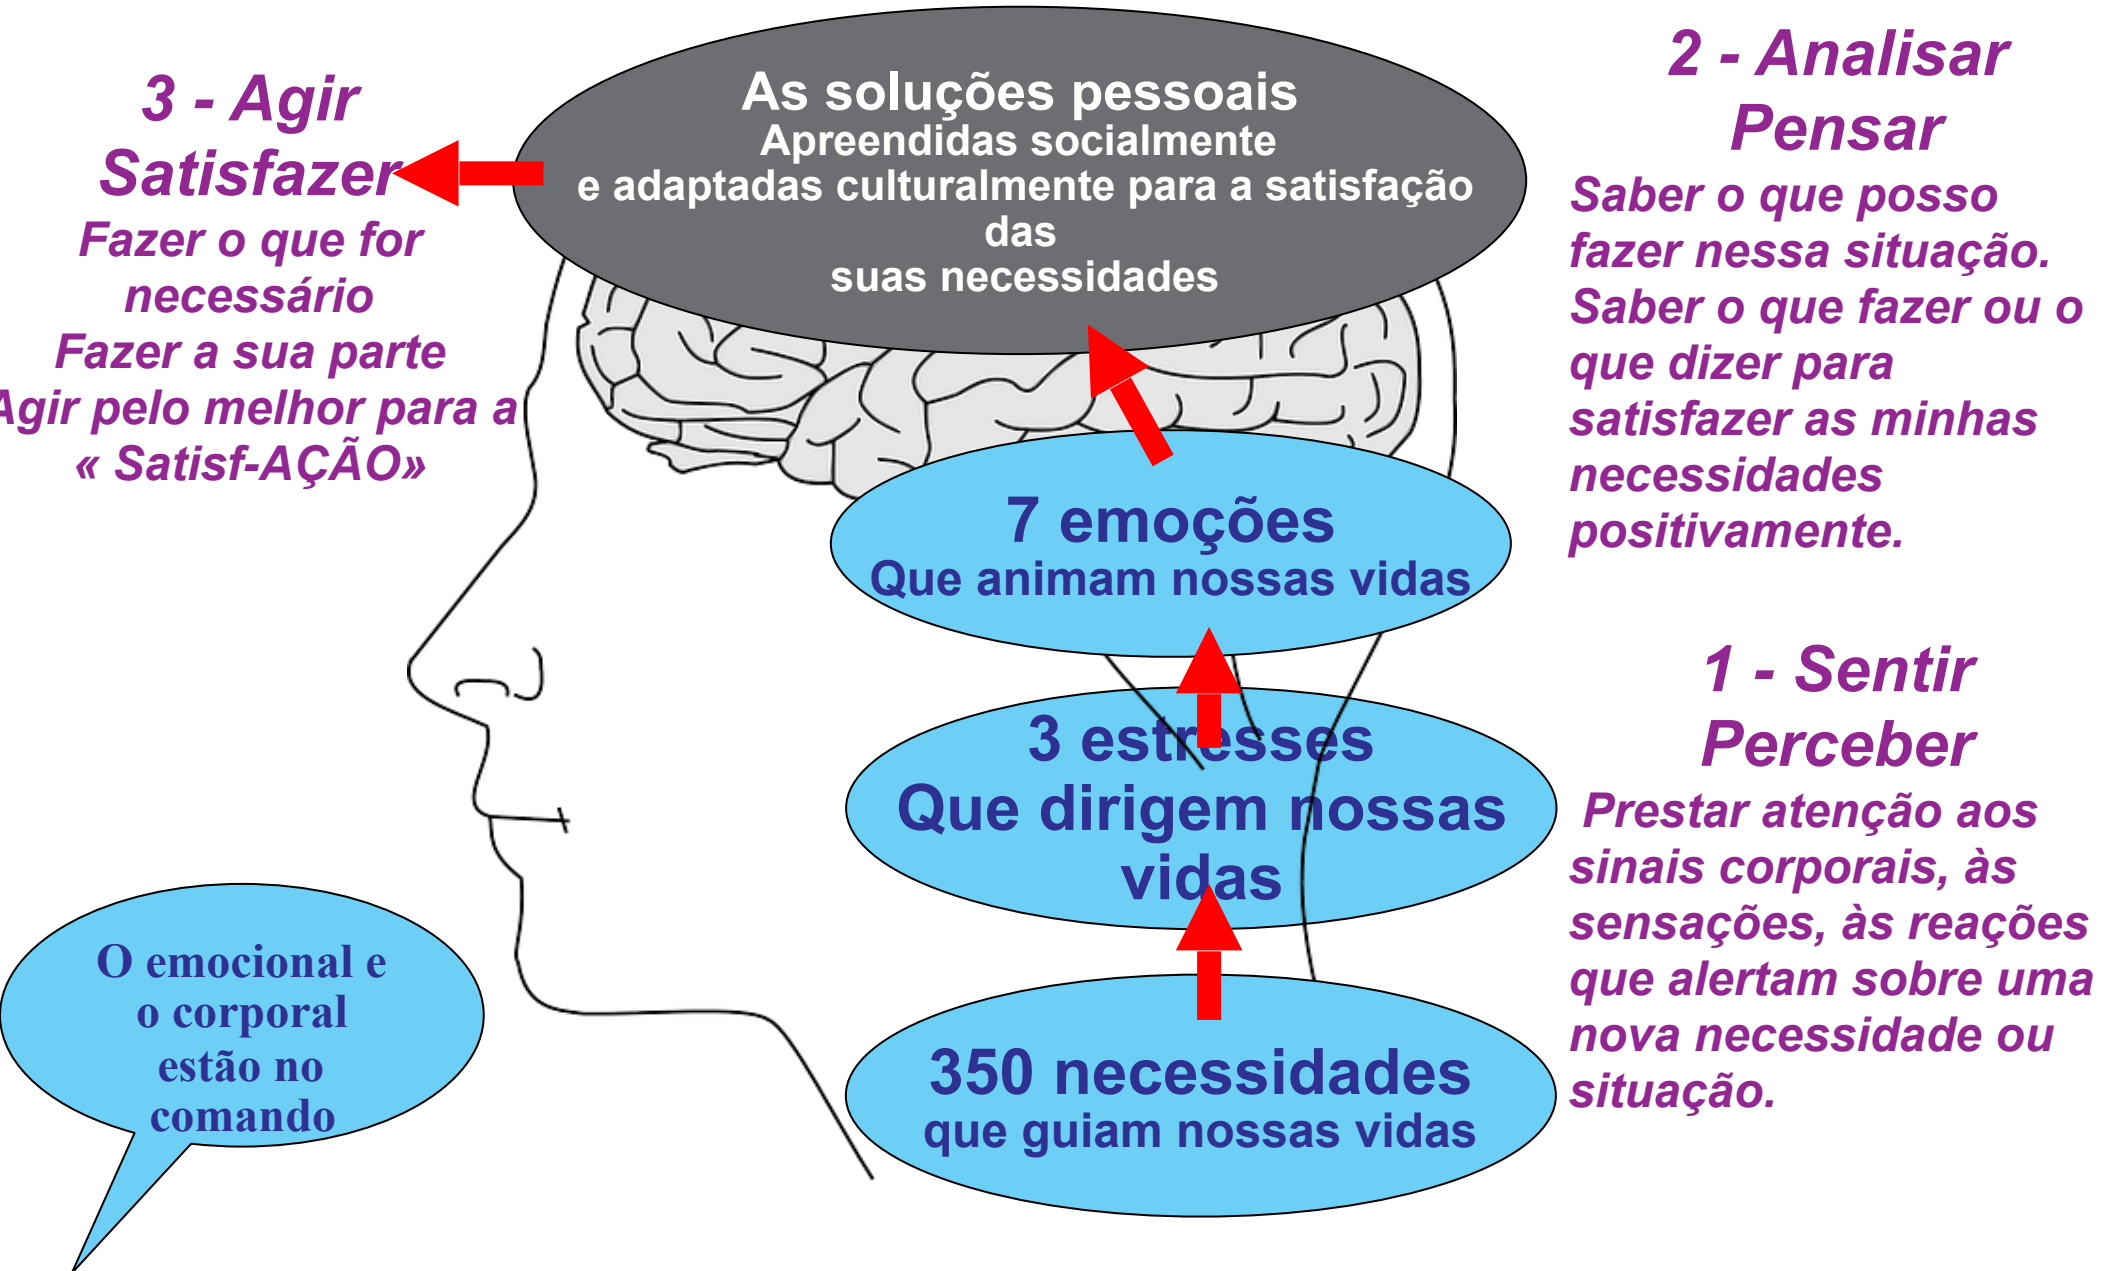 3 - Agir
Satisfazer
Fazer o que for
necessário
Fazer a sua parte
Agir pelo melhor para a
« Satisf-AÇÃO»
As soluções pessoais
Apreendidas socialmente
e adaptadas culturalmente para a satisfação
das
suas necessidades
2 - Analisar
Pensar
Saber o que posso
fazer nessa situação.
Saber o que fazer ou o
que dizer para
satisfazer as minhas
necessidades
positivamente.
7 emoções
Que animam nossas vidas
3 estresses
Que dirigem nossas
vidas
350 necessidades
que guiam nossas vidas
1 - Sentir
Perceber
Prestar atenção aos
sinais corporais, às
sensações, às reações
que alertam sobre uma
nova necessidade ou
situação.
O emocional e
o corporal
estão no
comando